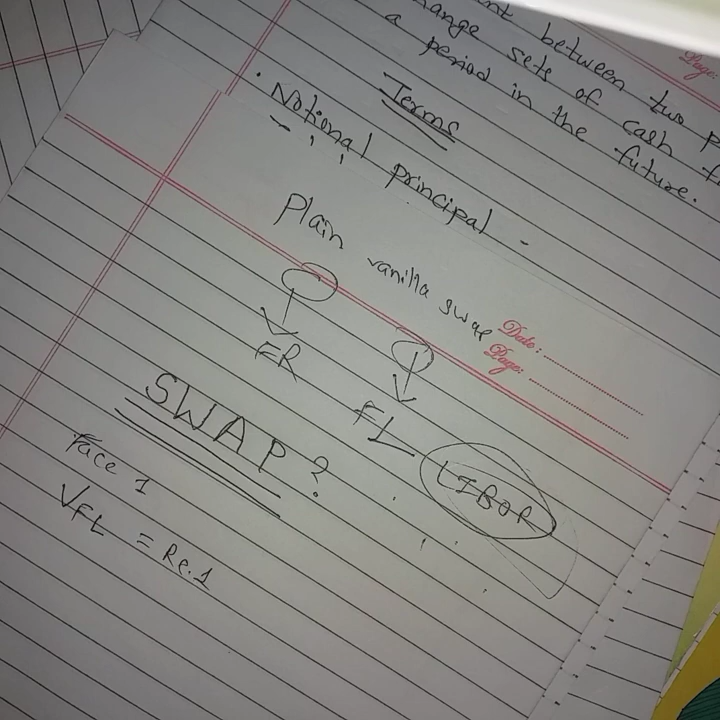 between two
sets of cash
a period in the future.
Terms
· Notional principal -
Plain vanilla swap
FR
FL
LIBOR
Date:
Page:
SWAP?
Face 1
VFL = Re.1
Page: